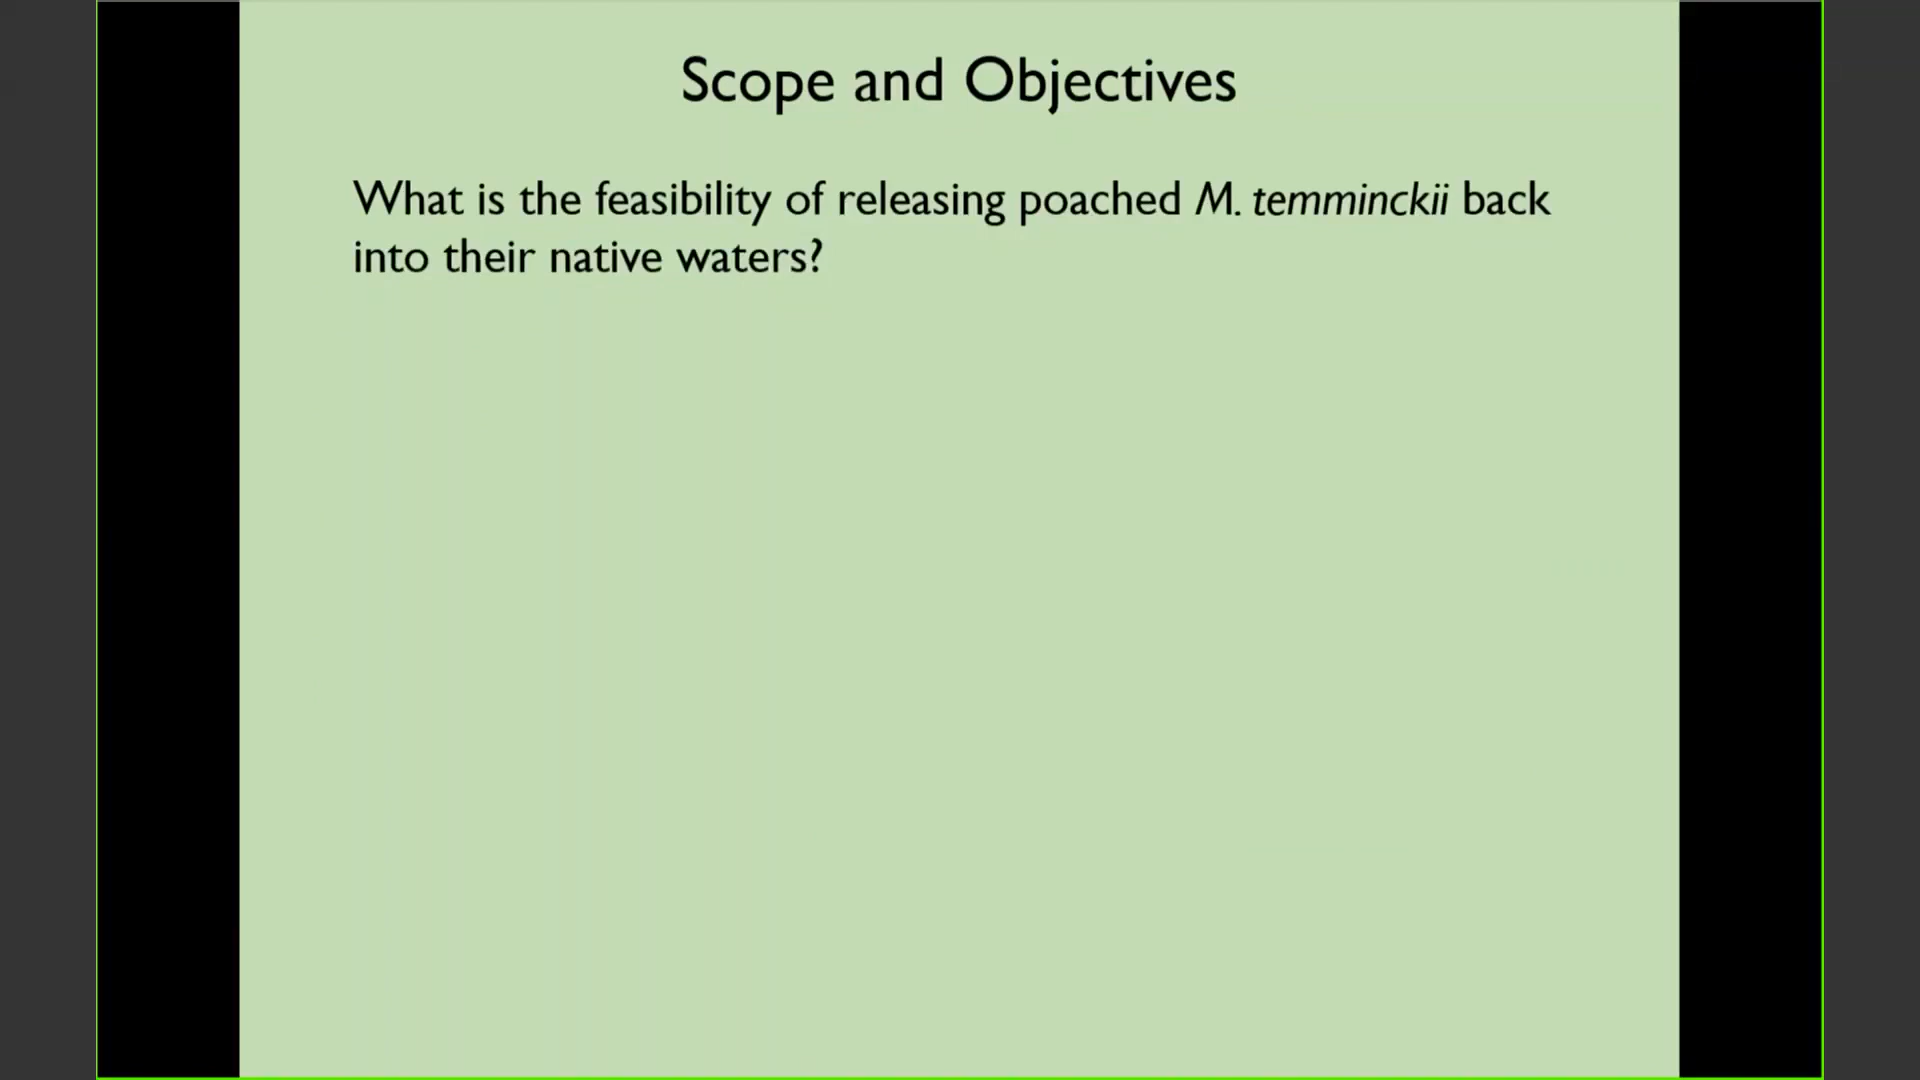 Scope and Objectives
What is the feasibility of releasing poached M. temminckii back
into their native waters?